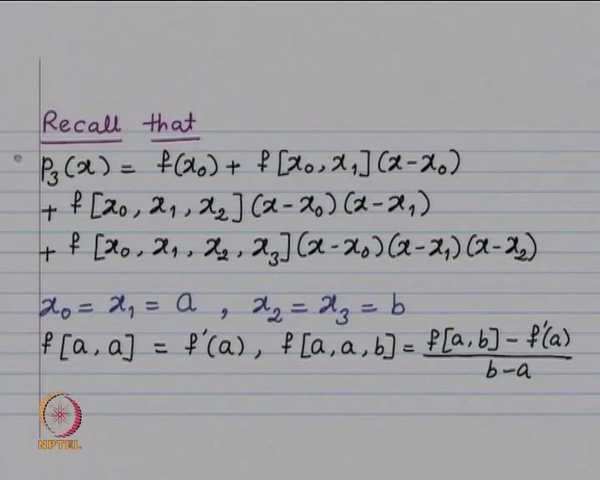 Recall that
p₃(x) = f(x₀) + f[x₀, x₁](x-x₀)
+ f[x₀, x₁, x₂](x-x₀)(x-x₁)
+ f[x₀, x₁, x₂, x₃](x-x₀)(x-x₁)(x-x₂)
x₀ = x₁ = a , x₂ = x₃ = b
f[a, a] = f'(a), f[a, a, b] = (f[a, b] - f'(a))/(b-a)
NPTEL